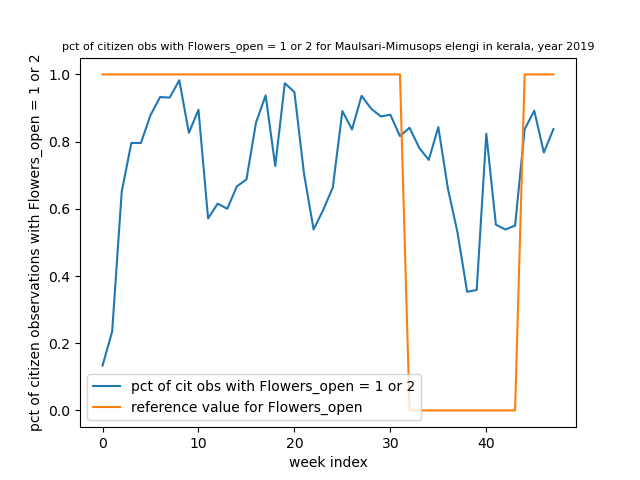 pct of citizen obs with Flowers_open = 1 or 2 for Maulsari-Mimusops elengi in kerala, year 2019
pct of citizen observations with Flowers_open = 1 or 2
1.0
0.8
0.6
0.4
0.2
0.0
pct of cit obs with Flowers_open = 1 or 2
reference value for Flowers_open
0 10 20 30 40
week index